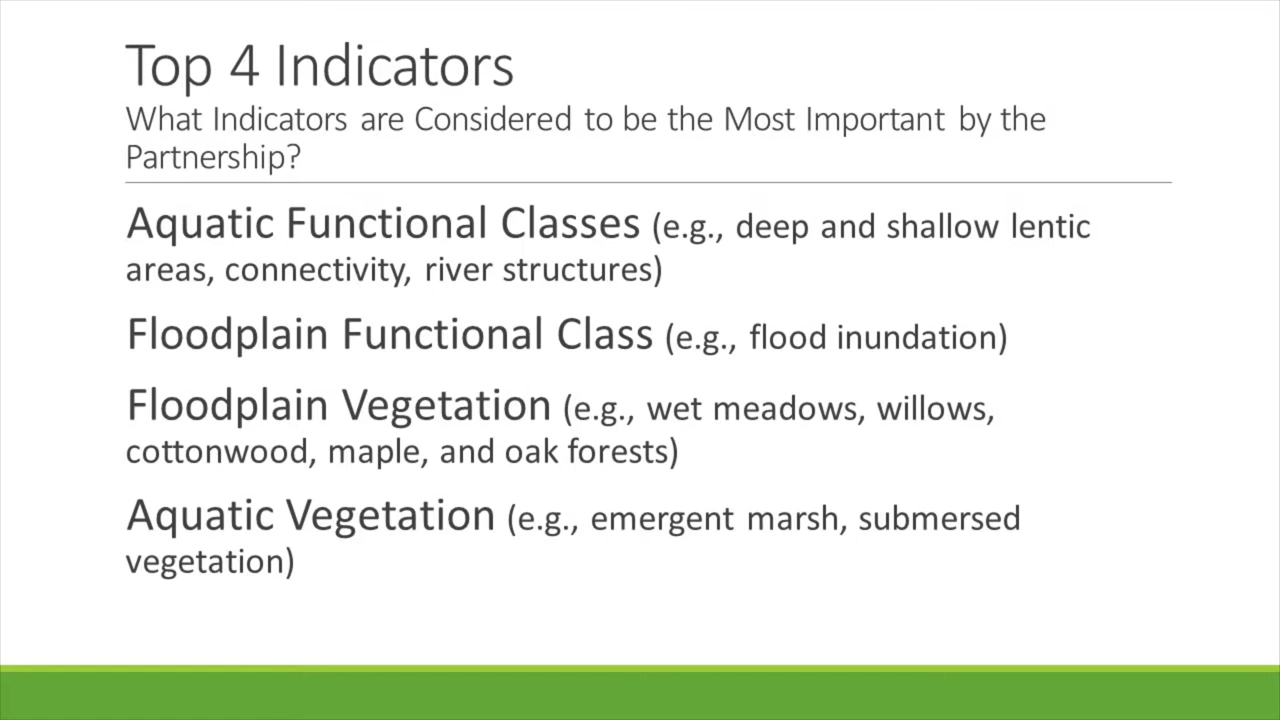 Top 4 Indicators
What Indicators are Considered to be the Most Important by the
Partnership?
Aquatic Functional Classes (e.g., deep and shallow lentic
areas, connectivity, river structures)
Floodplain Functional Class (e.g., flood inundation)
Floodplain Vegetation (e.g., wet meadows, willows,
cottonwood, maple, and oak forests)
Aquatic Vegetation (e.g., emergent marsh, submersed
vegetation)